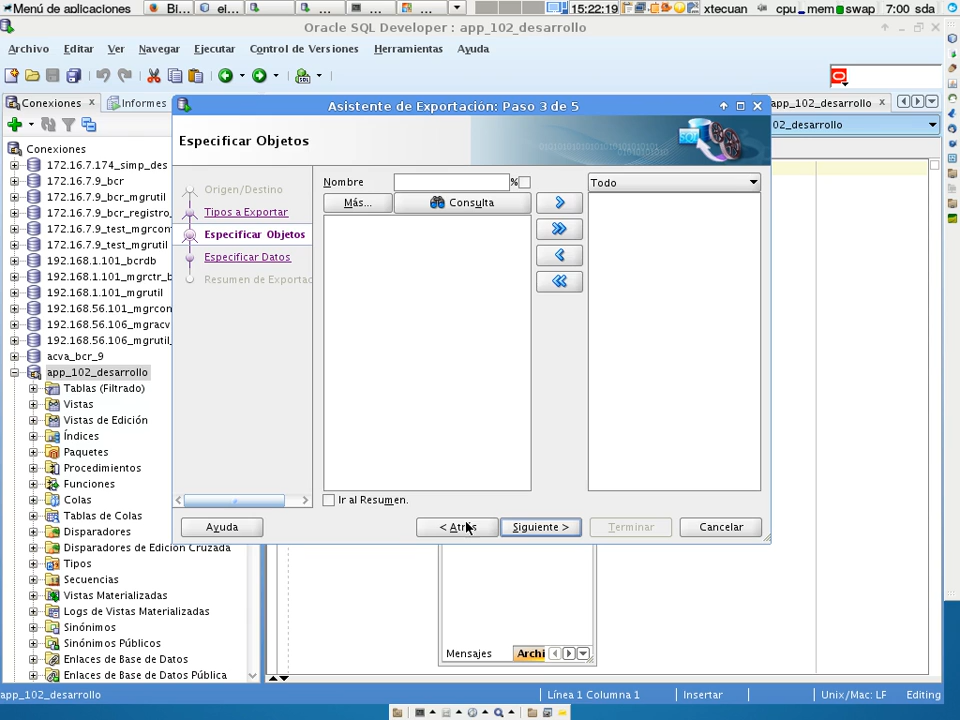 Menú de aplicaciones
Bi...
el...
15:22:19
xtecuan
cpu
mem
swap
7:00
sda
Oracle SQL Developer : app_102_desarrollo
Archivo
Editar
Ver
Navegar
Ejecutar
Control de Versiones
Herramientas
Ayuda
Conexiones
Informes
app_102_desarrollo
02_desarrollo
Asistente de Exportación: Paso 3 de 5
Especificar Objetos
Origen/Destino
Tipos a Exportar
Especificar Objetos
Especificar Datos
Resumen de Exportac
Nombre
%
Más...
Consulta
Todo
Ir al Resumen.
Ayuda
< Atrás
Siguiente >
Terminar
Cancelar
Conexiones
172.16.7.174_simp_des
172.16.7.9_bcr
172.16.7.9_bcr_mgrutil
172.16.7.9_bcr_registro_
172.16.7.9_test_mgrcon
172.16.7.9_test_mgrutil
192.168.1.101_bcrdb
192.168.1.101_mgrctr_b
192.168.1.101_mgrutil
192.168.56.101_mgrcon
192.168.56.106_mgracv
192.168.56.106_mgrutil_
acva_bcr_9
app_102_desarrollo
Tablas (Filtrado)
Vistas
Vistas de Edición
Índices
Paquetes
Procedimientos
Funciones
Colas
Tablas de Colas
Disparadores
Disparadores de Edición Cruzada
Tipos
Secuencias
Vistas Materializadas
Logs de Vistas Materializadas
Sinónimos
Sinónimos Públicos
Enlaces de Base de Datos
Enlaces de Base de Datos Pública
Mensajes
Archi
app_102_desarrollo
Línea 1 Columna 1
Insertar
Unix/Mac: LF
Editing